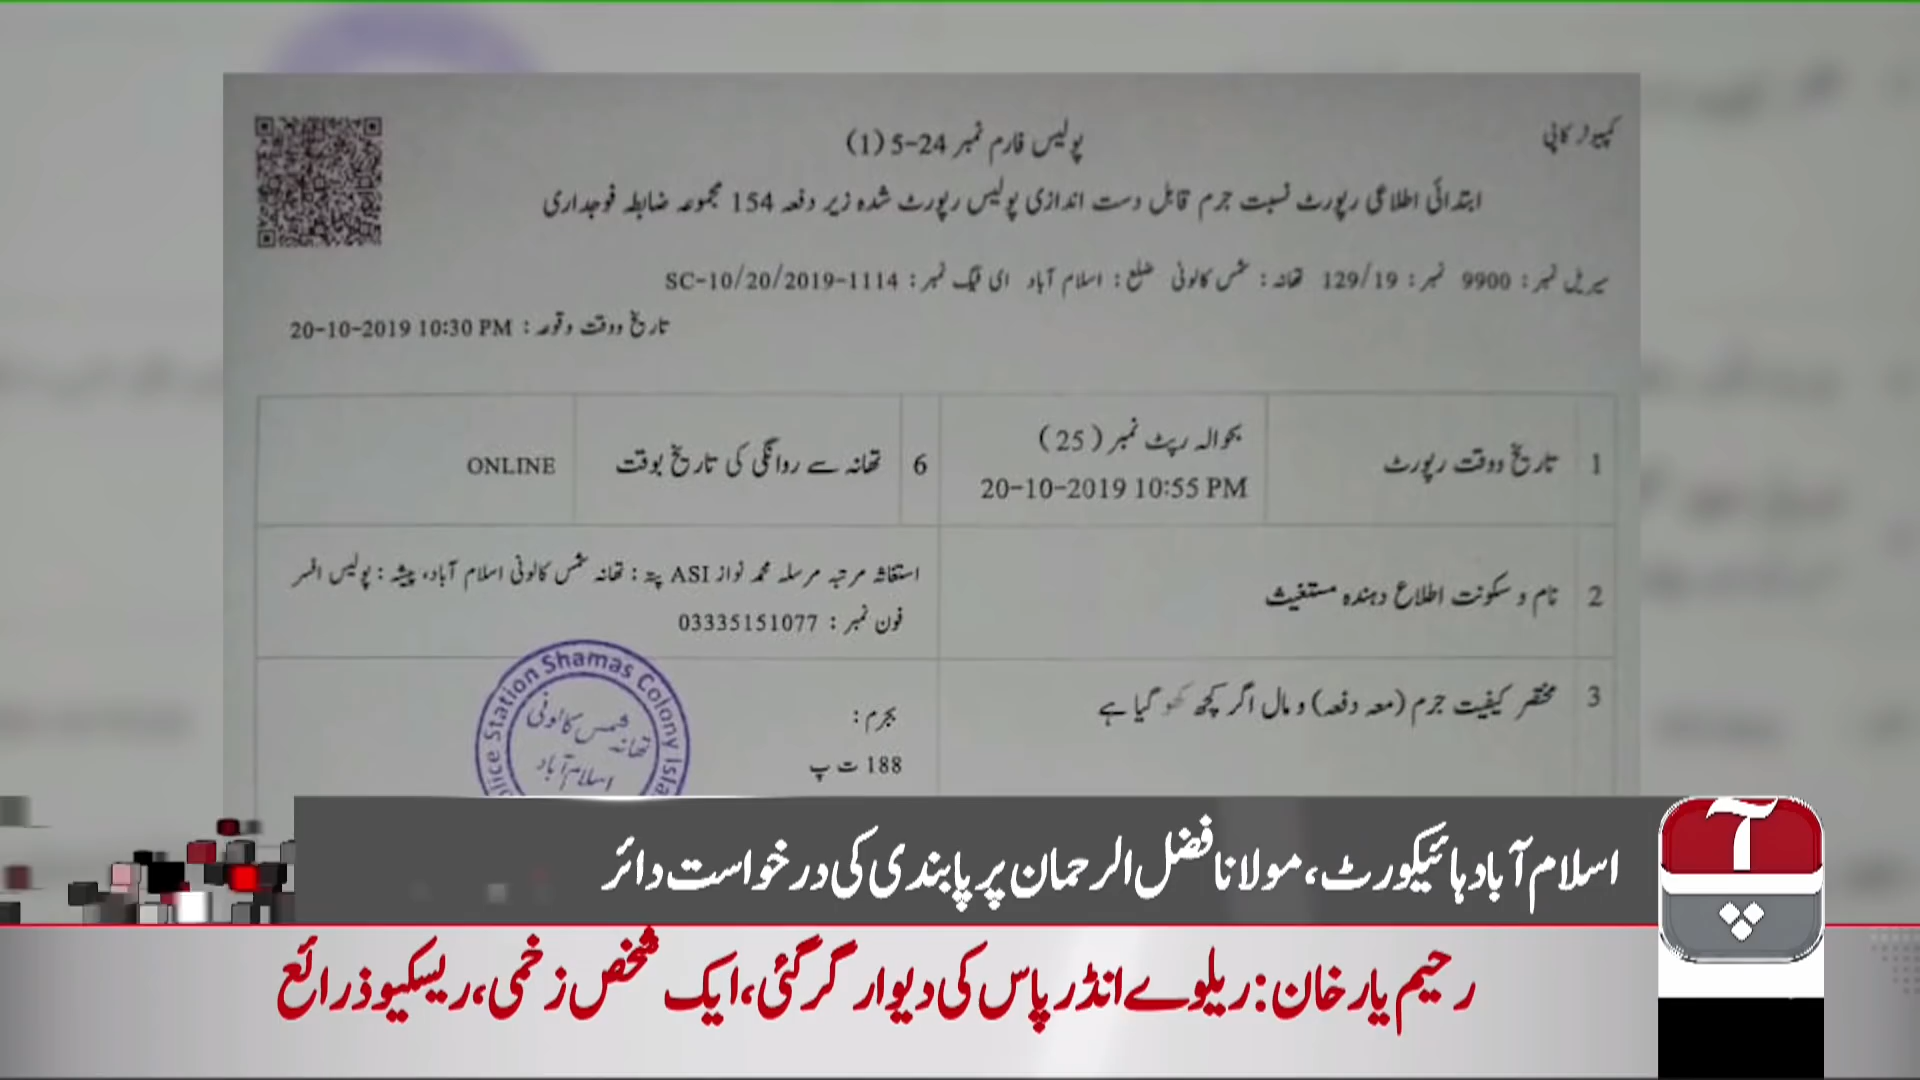 کمپیوٹر کاپی
پولیس فارم نمبر 24-5 (1)
ابتدائی اطلاعی رپورٹ نسبت جرم قابل دست اندازی پولیس رپورٹ شدہ زیر دفعہ 154 مجموعہ ضابطہ فوجداری
سیریل نمبر : 9900 نمبر : 129/19 تھانہ : شمس کالونی ضلع : اسلام آباد ای ٹیگ نمبر : SC-10/20/2019-1114
تاریخ ووقت وقوعہ : 20-10-2019 10:30 PM
1 تاریخ ووقت رپورٹ
بحوالہ رپٹ نمبر ( 25 )
20-10-2019 10:55 PM
6 تھانہ سے روانگی کی تاریخ بوقت
ONLINE
2 نام و سکونت اطلاع دہندہ مستغیث
استغاثہ مرتبہ مرسلہ محمد نواز ASI پتہ : تھانہ شمس کالونی اسلام آباد، پیشہ : پولیس افسر
فون نمبر : 03335151077
3 مختصر کیفیت جرم (معہ دفعہ) و مال اگر کچھ کھو گیا ہے
بجرم :
188 ت پ
Station Shamas Colony
تھانہ شمس کالونی
اسلام آباد
اسلام آباد ہائیکورٹ، مولانا فضل الرحمان پر پابندی کی درخواست دائر
آپ
رحیم یار خان: ریلوے انڈر پاس کی دیوار گر گئی، ایک شخص زخمی، ریسکیو ذرائع